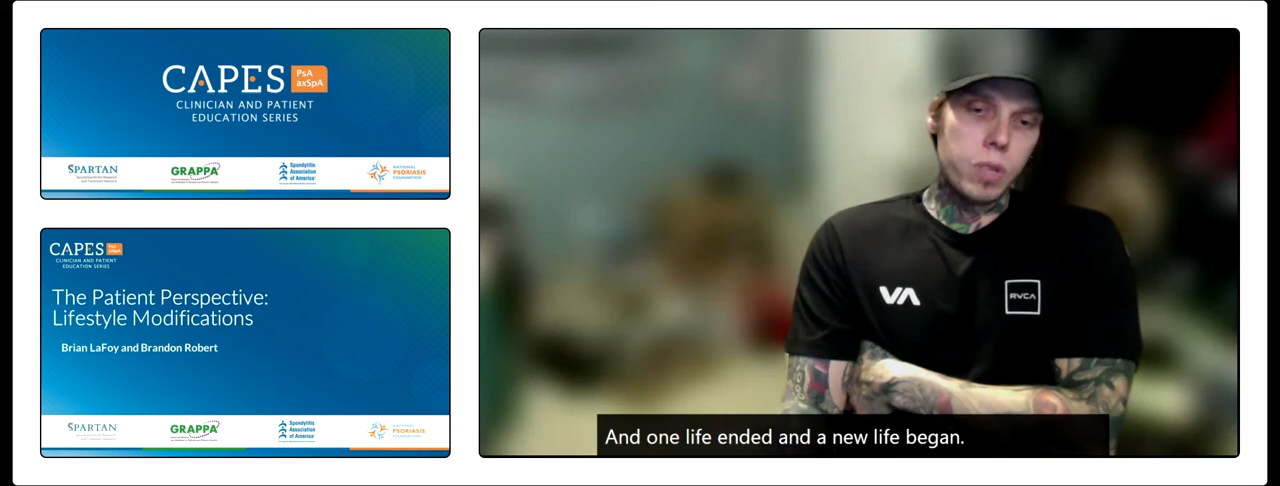 CAPES
PsA
axSpA
CLINICIAN AND PATIENT
EDUCATION SERIES
SPARTAN
GRAPPA
Spondylitis
Association
of America
NATIONAL
PSORIASIS
FOUNDATION
CAPES
CLINICIAN AND PATIENT
EDUCATION SERIES
The Patient Perspective:
Lifestyle Modifications
Brian LaFoy and Brandon Robert
SPARTAN
GRAPPA
Spondylitis
Association
of America
NATIONAL
PSORIASIS
FOUNDATION
VA
RVCA
And one life ended and a new life began.